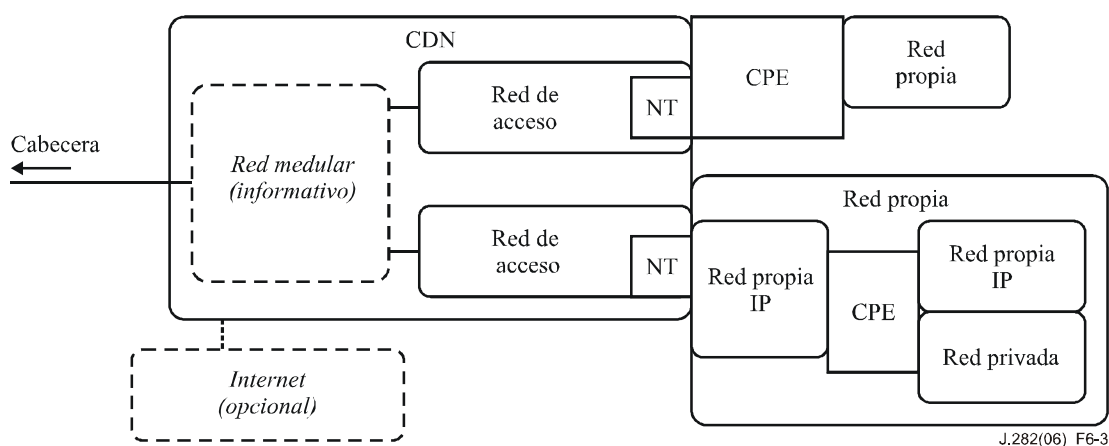 CDN
Cabecera
Red medular
(informativo)
Red de
acceso
NT
CPE
Red
propia
Red de
acceso
NT
Red propia
Red propia
IP
CPE
Red propia
IP
Red privada
Internet
(opcional)
J.282(06)_F6-3